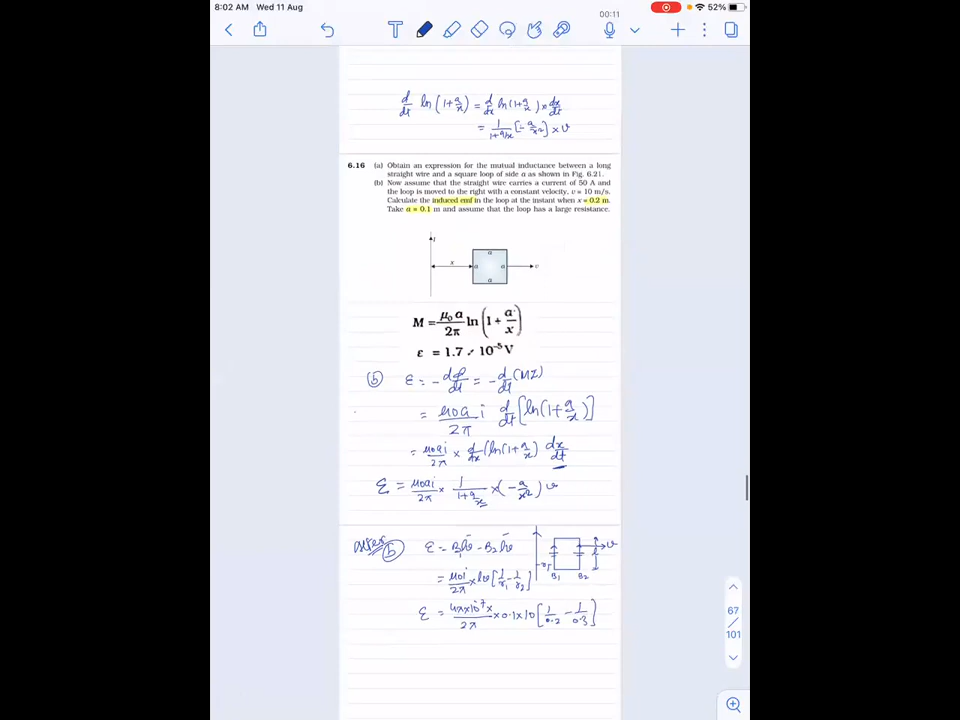 8:02 AM Wed 11 Aug
52%
00:11
d/dt ln(1+a/x) = d/dx ln(1+a/x) × dx/dt
= 1/(1+a/x) [-a/x²] × v
6.16 (a) Obtain an expression for the mutual inductance between a long
straight wire and a square loop of side a as shown in Fig. 6.21.
(b) Now assume that the straight wire carries a current of 50 A and
the loop is moved to the right with a constant velocity, v = 10 m/s.
Calculate the induced emf in the loop at the instant when x = 0.2 m.
Take a = 0.1 m and assume that the loop has a large resistance.
I
a
x a a v
a
M = μ₀a/2π ln(1 + a/x)
ε = 1.7 × 10⁻⁵ V
(b) ε = -dφ/dt = -d/dt (MI)
= μ0ai/2π d/dt [ln(1+a/x)]
= μ0ai/2π × d/dx (ln(1+a/x)) dx/dt
ε = μ0ai/2π × 1/(1+a/x) × (-a/x²) v
(b) ε = B₁lv - B₂lv
= μ0i/2π × lv [1/r₁ - 1/r₂]
B₁ B₂
ε = 4π×10⁻⁷×/2π × 0.1×10 [1/0.2 - 1/0.3]
67
/
101